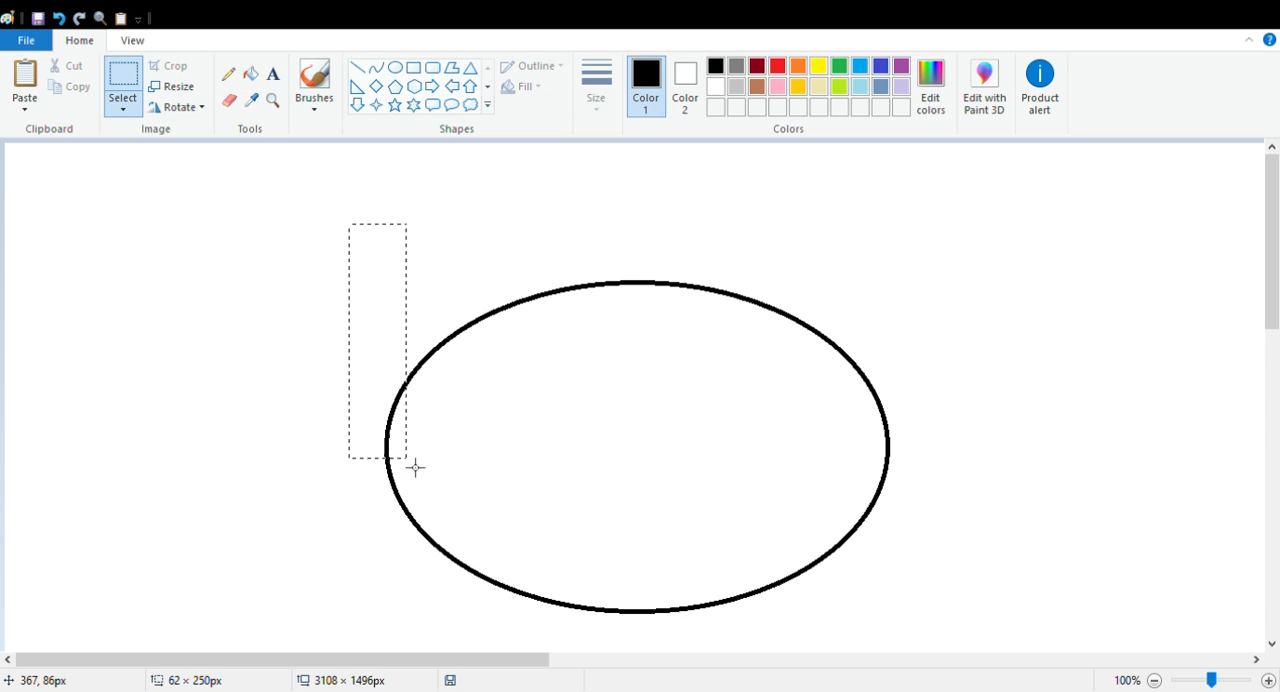 File Home View
Paste
Cut
Copy
Clipboard
Select
Crop
Resize
Rotate
Image
A
Tools
Brushes
Outline
Fill
Shapes
Size
Color 1
Color 2
Edit colors
Colors
Edit with Paint 3D
Product alert
367, 86px 62 × 250px 3108 × 1496px 100%